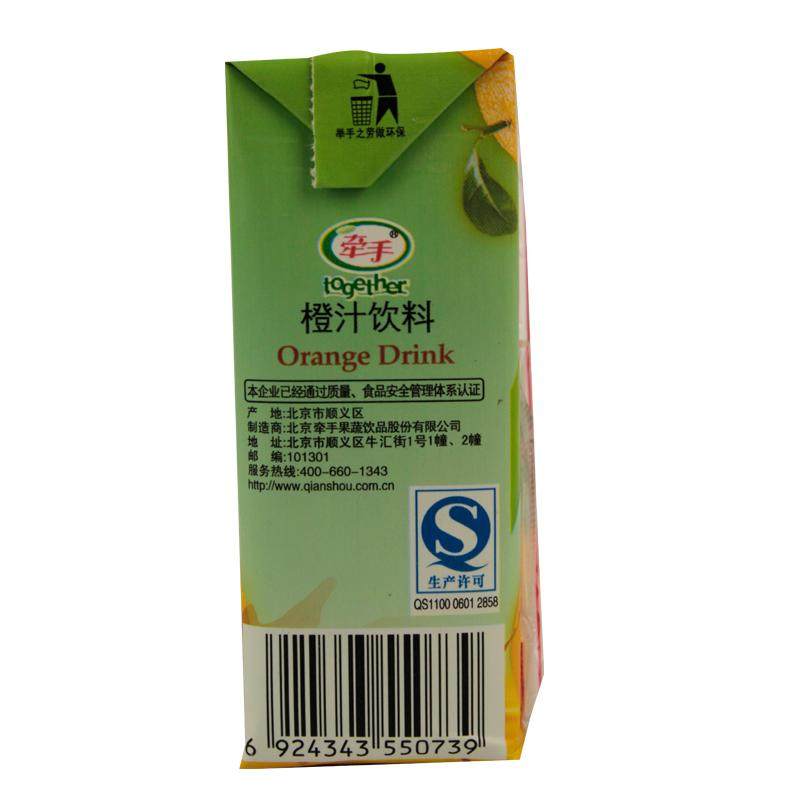 举手之劳做环保
牵手®
together
橙汁饮料
Orange Drink
本企业已经通过质量、食品安全管理体系认证
产 地:北京市顺义区
制造商:北京牵手果蔬饮品股份有限公司
地 址:北京市顺义区牛汇街1号1幢、2幢
邮 编:101301
服务热线:400-660-1343
http://www.qianshou.com.cn
QS
生产许可
QS1100 0601 2858
6 924343 550739